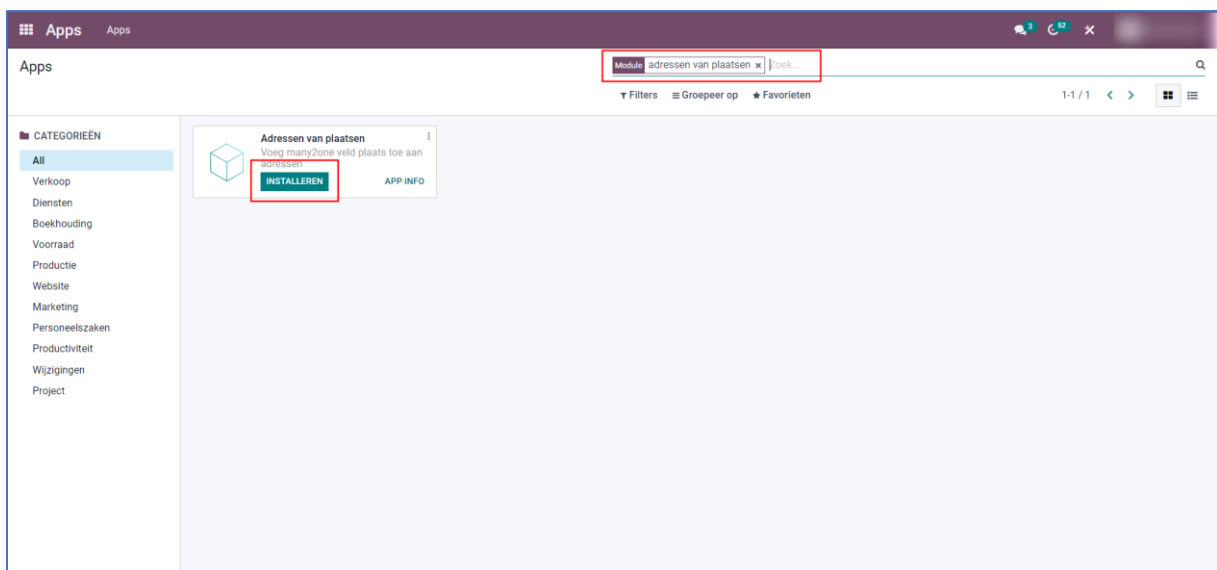 Apps Apps 3 52
Apps
Module adressen van plaatsen × Zoek...
Filters Groepeer op Favorieten 1-1 / 1
CATEGORIEËN
All
Verkoop
Diensten
Boekhouding
Voorraad
Productie
Website
Marketing
Personeelszaken
Productiviteit
Wijzigingen
Project
Adressen van plaatsen
Voeg many2one veld plaats toe aan
adressen
INSTALLEREN APP INFO